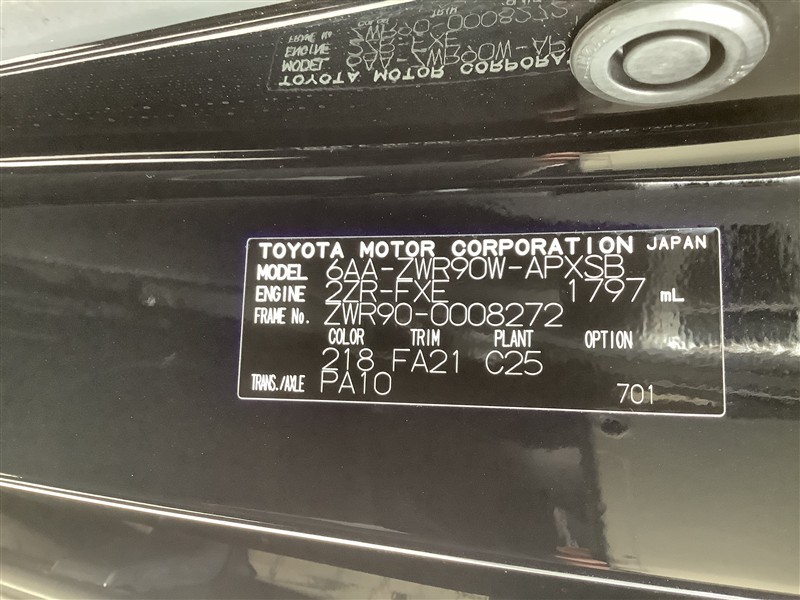 TOYOTA MOTOR CORPORATION JAPAN
MODEL 6AA-ZWR90W-APXSB
ENGINE 2ZR-FXE 1797 mL
FRAME No. ZWR90-0008272
COLOR TRIM PLANT OPTION
218 FA21 C25
TRANS./AXLE PA10
701